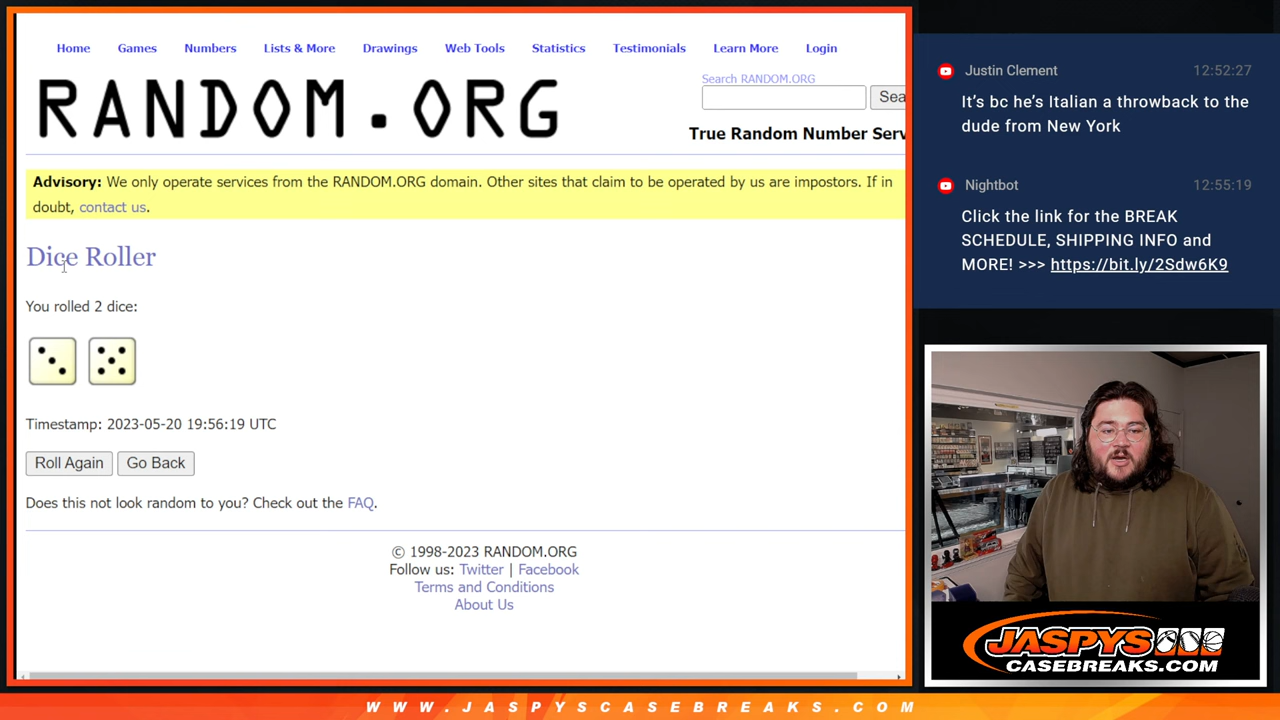 Home Games Numbers Lists & More Drawings Web Tools Statistics Testimonials Learn More Login
RANDOM.ORG
Search RANDOM.ORG
Sea
True Random Number Serv
Advisory: We only operate services from the RANDOM.ORG domain. Other sites that claim to be operated by us are impostors. If in
doubt, contact us.
Dice Roller
You rolled 2 dice:
Timestamp: 2023-05-20 19:56:19 UTC
Roll Again Go Back
Does this not look random to you? Check out the FAQ.
© 1998-2023 RANDOM.ORG
Follow us: Twitter | Facebook
Terms and Conditions
About Us
Justin Clement 12:52:27
It’s bc he’s Italian a throwback to the
dude from New York
Nightbot 12:55:19
Click the link for the BREAK
SCHEDULE, SHIPPING INFO and
MORE! >>> https://bit.ly/2Sdw6K9
JASPYS
CASEBREAKS.COM
WWW.JASPYSCASEBREAKS.COM